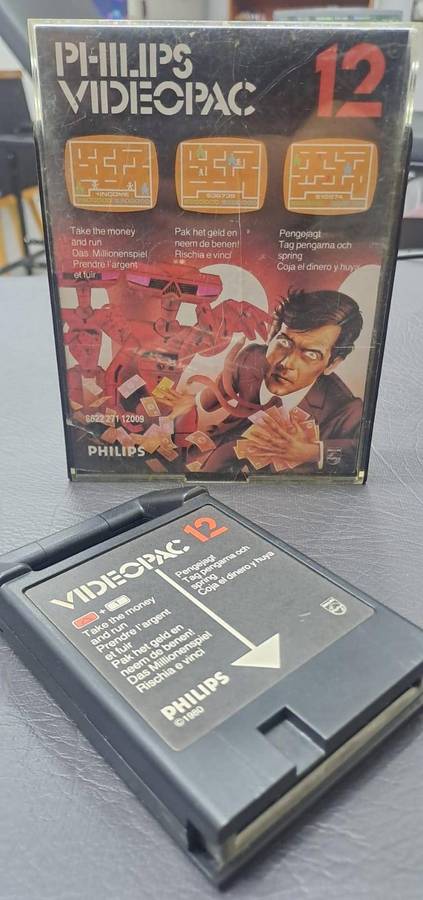 PHILIPS
VIDEOPAC
12
Take the money
and run
Das Millionenspiel
Prendre l'argent
et fuir
Pak het geld en
neem de benen!
Rischia e vinci
Pengejagt
Tag pengarna och
spring
Coja el dinero y huya
8622 271 12009
PHILIPS
VIDEOPAC 12
Take the money
and run
Prendre l'argent
et fuir
Pak het geld en
neem de benen!
Das Millionenspiel
Rischia e vinci
Pengejagt
Tag pengarna och
spring
Coja el dinero y huya
PHILIPS
©1980